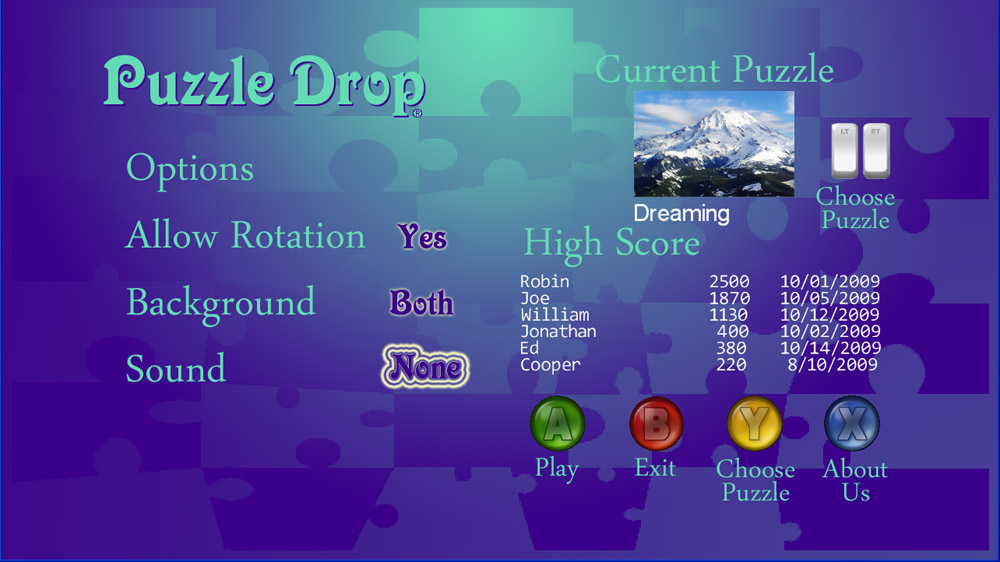 Puzzle Drop®
Options
Allow Rotation Yes
Background Both
Sound None
Current Puzzle
LT RT
Choose
Puzzle
Dreaming
High Score
Robin 2500 10/01/2009
Joe 1870 10/05/2009
William 1130 10/12/2009
Jonathan 400 10/02/2009
Ed 380 10/14/2009
Cooper 220 8/10/2009
A B Y X
Play Exit Choose About
Puzzle Us